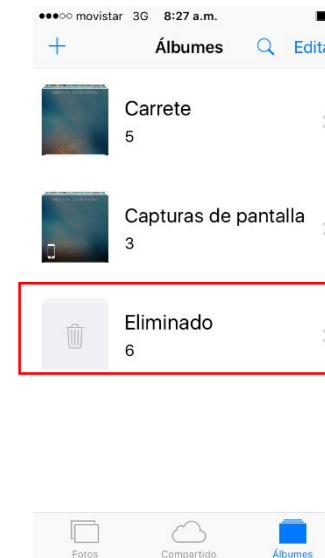 movistar 3G 8:27 a.m.
Álbumes
Carrete
5
Capturas de pantalla
3
Eliminado
6
Fotos Compartido Álbumes